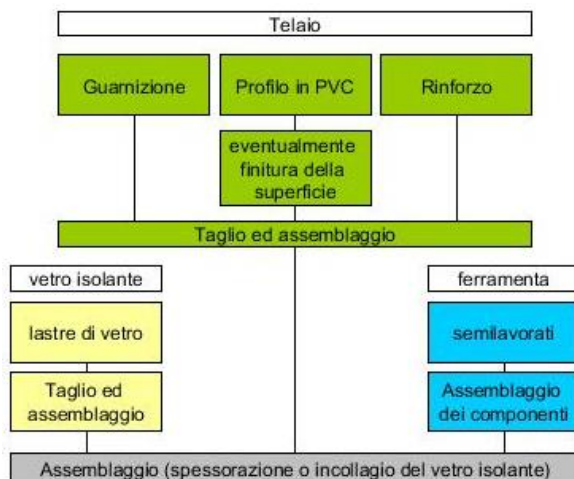 Telaio
Guarnizione
Profilo in PVC
Rinforzo
eventualmente
finitura della
superficie
Taglio ed assemblaggio
vetro isolante
ferramenta
lastre di vetro
semilavorati
Taglio ed
assemblaggio
Assemblaggio
dei componenti
Assemblaggio (spessorazione o incollagio del vetro isolante)